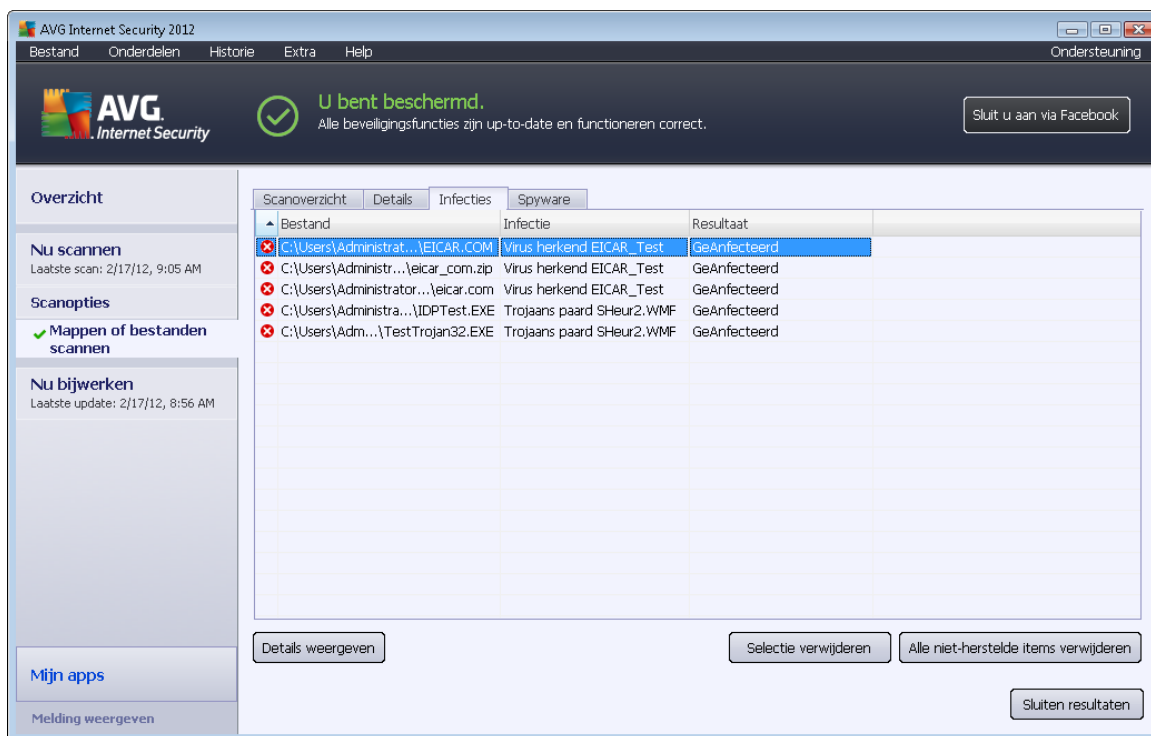 AVG Internet Security 2012
Bestand Onderdelen Historie Extra Help Ondersteuning
AVG.
Internet Security
U bent beschermd.
Alle beveiligingsfuncties zijn up-to-date en functioneren correct.
Sluit u aan via Facebook
Overzicht
Nu scannen
Laatste scan: 2/17/12, 9:05 AM
Scanopties
Mappen of bestanden
scannen
Nu bijwerken
Laatste update: 2/17/12, 8:56 AM
Mijn apps
Melding weergeven
Scanoverzicht Details Infecties Spyware
Bestand Infectie Resultaat
C:\Users\Administrat...\EICAR.COM Virus herkend EICAR_Test GeAnfecteerd
C:\Users\Administr...\eicar_com.zip Virus herkend EICAR_Test GeAnfecteerd
C:\Users\Administrator...\eicar.com Virus herkend EICAR_Test GeAnfecteerd
C:\Users\Administra...\IDPTest.EXE Trojaans paard SHeur2.WMF GeAnfecteerd
C:\Users\Adm...\TestTrojan32.EXE Trojaans paard SHeur2.WMF GeAnfecteerd
Details weergeven Selectie verwijderen Alle niet-herstelde items verwijderen
Sluiten resultaten